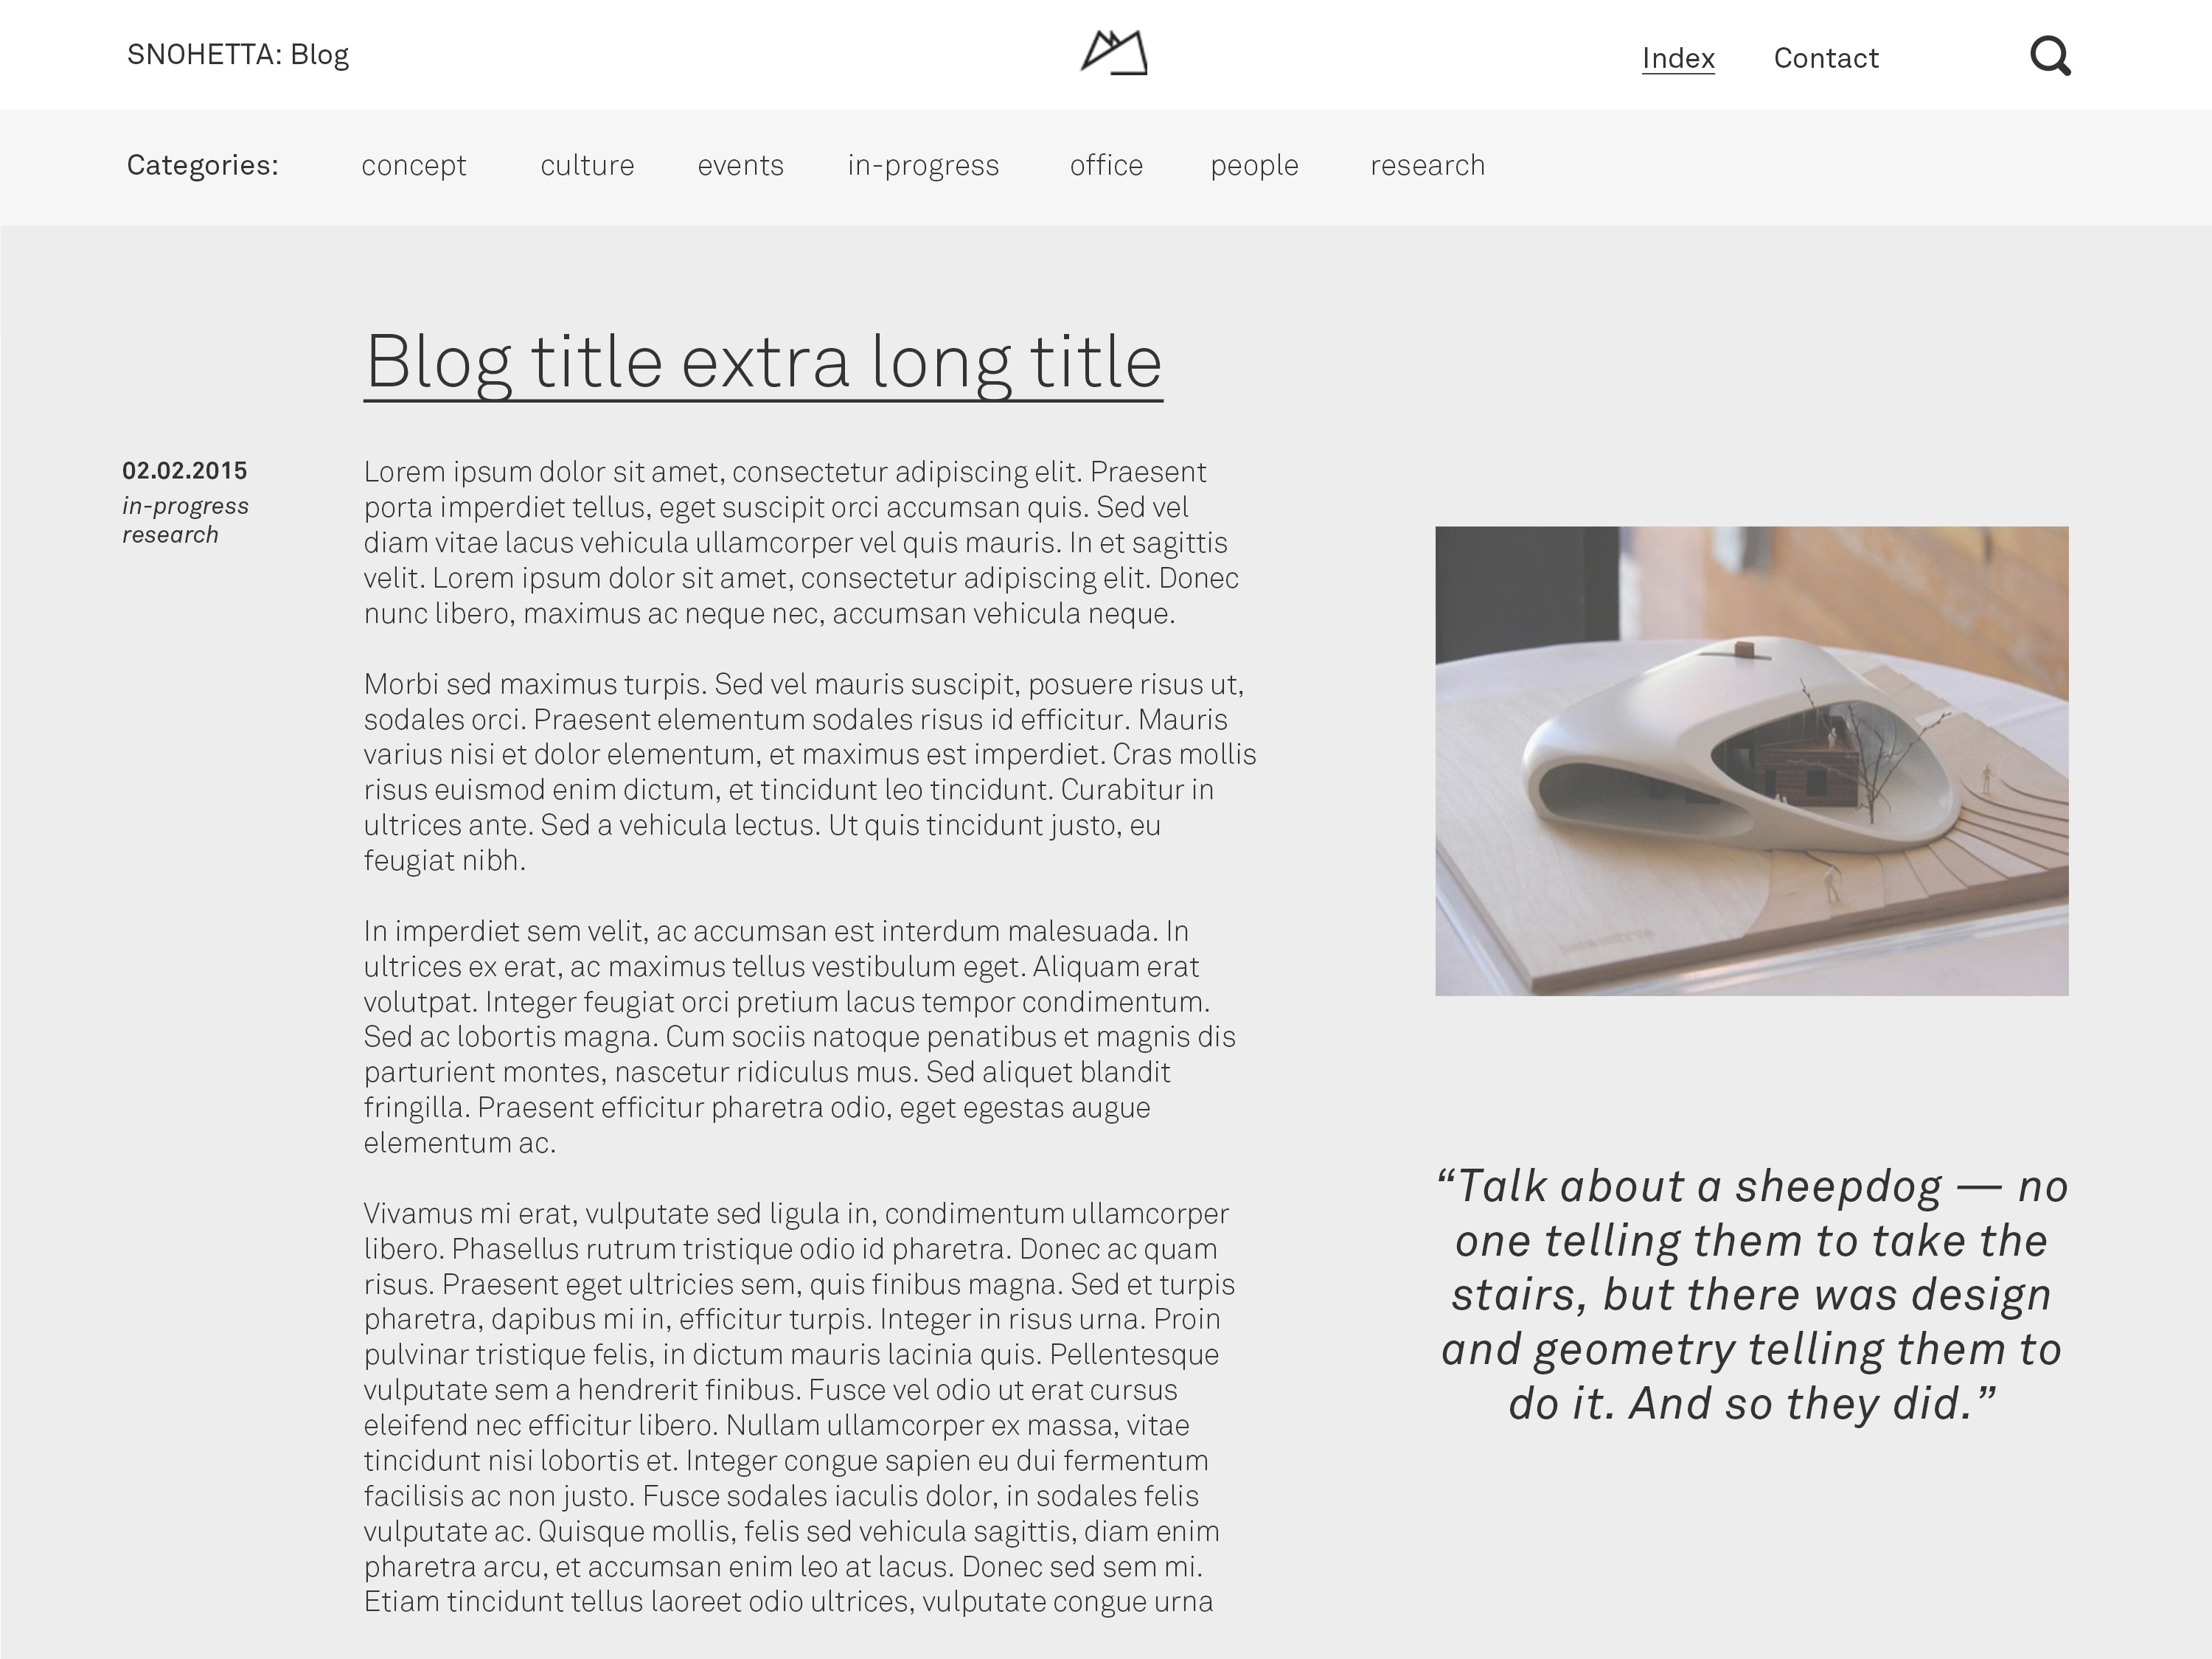 SNOHETTA: Blog
Index
Contact
Categories:
concept
culture
events
in-progress
office
people
research
Blog title extra long title
02.02.2015
in-progress
research
Lorem ipsum dolor sit amet, consectetur adipiscing elit. Praesent
porta imperdiet tellus, eget suscipit orci accumsan quis. Sed vel
diam vitae lacus vehicula ullamcorper vel quis mauris. In et sagittis
velit. Lorem ipsum dolor sit amet, consectetur adipiscing elit. Donec
nunc libero, maximus ac neque nec, accumsan vehicula neque.
Morbi sed maximus turpis. Sed vel mauris suscipit, posuere risus ut,
sodales orci. Praesent elementum sodales risus id efficitur. Mauris
varius nisi et dolor elementum, et maximus est imperdiet. Cras mollis
risus euismod enim dictum, et tincidunt leo tincidunt. Curabitur in
ultrices ante. Sed a vehicula lectus. Ut quis tincidunt justo, eu
feugiat nibh.
In imperdiet sem velit, ac accumsan est interdum malesuada. In
ultrices ex erat, ac maximus tellus vestibulum eget. Aliquam erat
volutpat. Integer feugiat orci pretium lacus tempor condimentum.
Sed ac lobortis magna. Cum sociis natoque penatibus et magnis dis
parturient montes, nascetur ridiculus mus. Sed aliquet blandit
fringilla. Praesent efficitur pharetra odio, eget egestas augue
elementum ac.
Vivamus mi erat, vulputate sed ligula in, condimentum ullamcorper
libero. Phasellus rutrum tristique odio id pharetra. Donec ac quam
risus. Praesent eget ultricies sem, quis finibus magna. Sed et turpis
pharetra, dapibus mi in, efficitur turpis. Integer in risus urna. Proin
pulvinar tristique felis, in dictum mauris lacinia quis. Pellentesque
vulputate sem a hendrerit finibus. Fusce vel odio ut erat cursus
eleifend nec efficitur libero. Nullam ullamcorper ex massa, vitae
tincidunt nisi lobortis et. Integer congue sapien eu dui fermentum
facilisis ac non justo. Fusce sodales iaculis dolor, in sodales felis
vulputate ac. Quisque mollis, felis sed vehicula sagittis, diam enim
pharetra arcu, et accumsan enim leo at lacus. Donec sed sem mi.
Etiam tincidunt tellus laoreet odio ultrices, vulputate congue urna
“Talk about a sheepdog — no
one telling them to take the
stairs, but there was design
and geometry telling them to
do it. And so they did.”